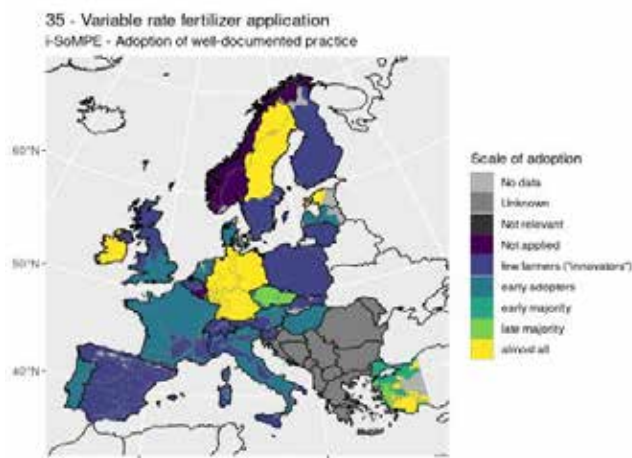 35 - Variable rate fertilizer application
i-SoMPE - Adoption of well-documented practice
60°N
50°N
40°N
Scale of adoption
No data
Unknown
Not relevant
Not applied
few farmers ("innovators")
early adopters
early majority
late majority
almost all